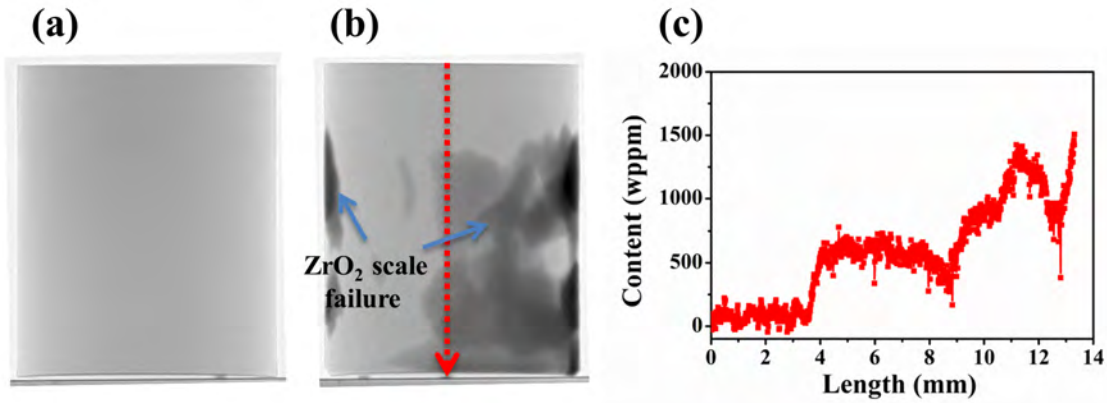 (a)
(b)
ZrO₂ scale
failure
(c)
Content (wppm)
2000
1500
1000
500
0
0 2 4 6 8 10 12 14
Length (mm)